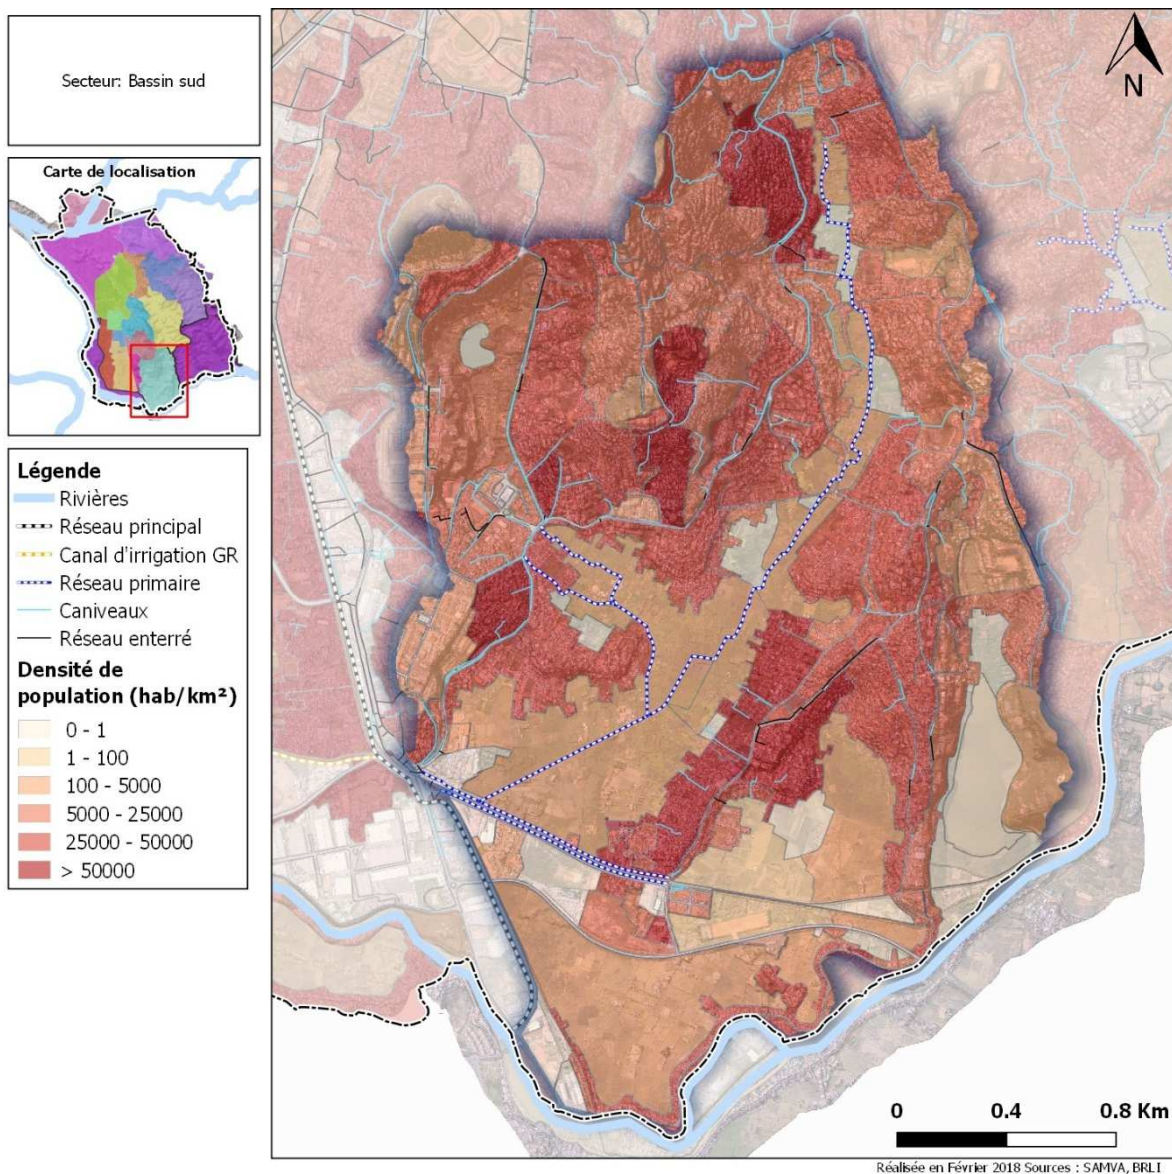 Secteur: Bassin sud
Carte de localisation
Légende
Rivières
Réseau principal
Canal d'irrigation GR
Réseau primaire
Caniveaux
Réseau enterré
Densité de
population (hab/km²)
0 - 1
1 - 100
100 - 5000
5000 - 25000
25000 - 50000
> 50000
N
0 0.4 0.8 Km
Réalisée en Février 2018 Sources : SAMVA, BRLI